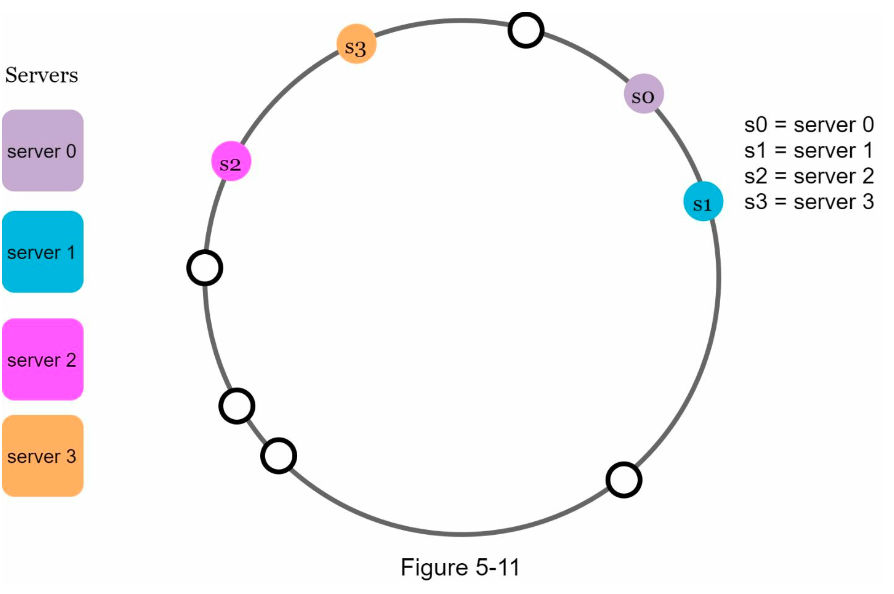 Servers
server 0
server 1
server 2
server 3
s3
s0
s2
s1
s0 = server 0
s1 = server 1
s2 = server 2
s3 = server 3
Figure 5-11